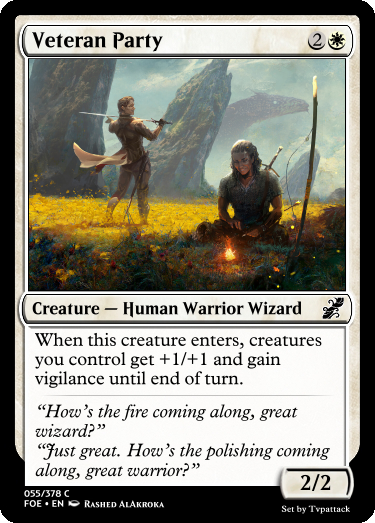 Veteran Party 2
Creature — Human Warrior Wizard
When this creature enters, creatures
you control get +1/+1 and gain
vigilance until end of turn.
“How's the fire coming along, great
wizard?”
“Just great. How's the polishing coming
along, great warrior?”
2/2
055/378 C
FOE • EN Rashed AlAkroka
Set by Tvpattack